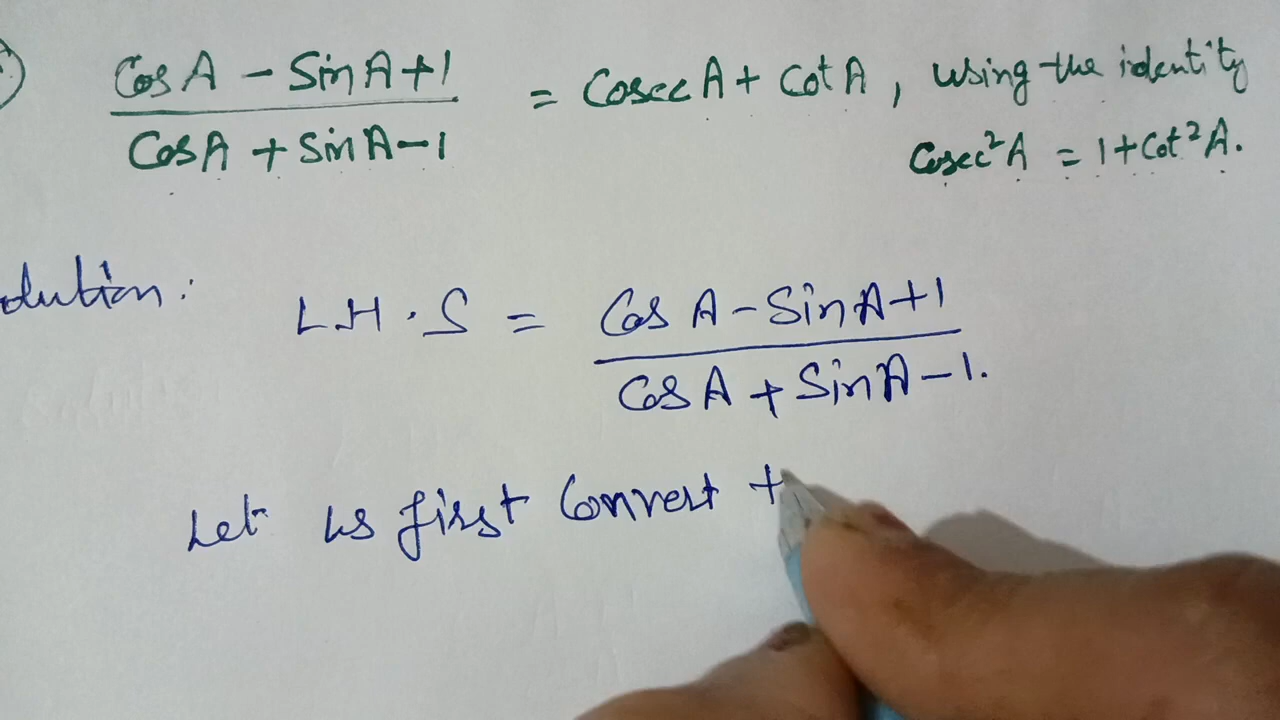 CosA - SinA+1 / CosA + SinA-1 = CosecA + CotA, using the identity
Cosec²A = 1+Cot²A.
olution:
L.H.S = Cos A - SinA+1 / CosA + SinA-1.
Let us first Convert t